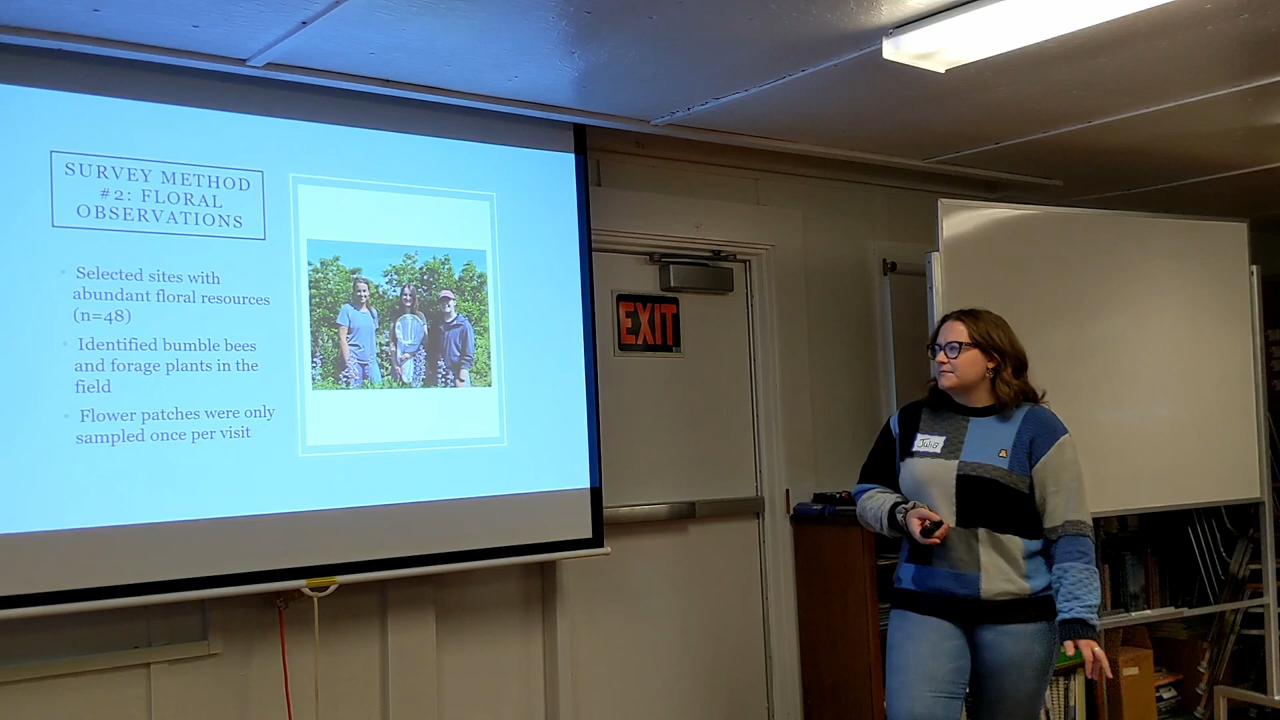 SURVEY METHOD
#2: FLORAL
OBSERVATIONS
• Selected sites with
abundant floral resources
(n=48)
• Identified bumble bees
and forage plants in the
field
• Flower patches were only
sampled once per visit
EXIT
Julia